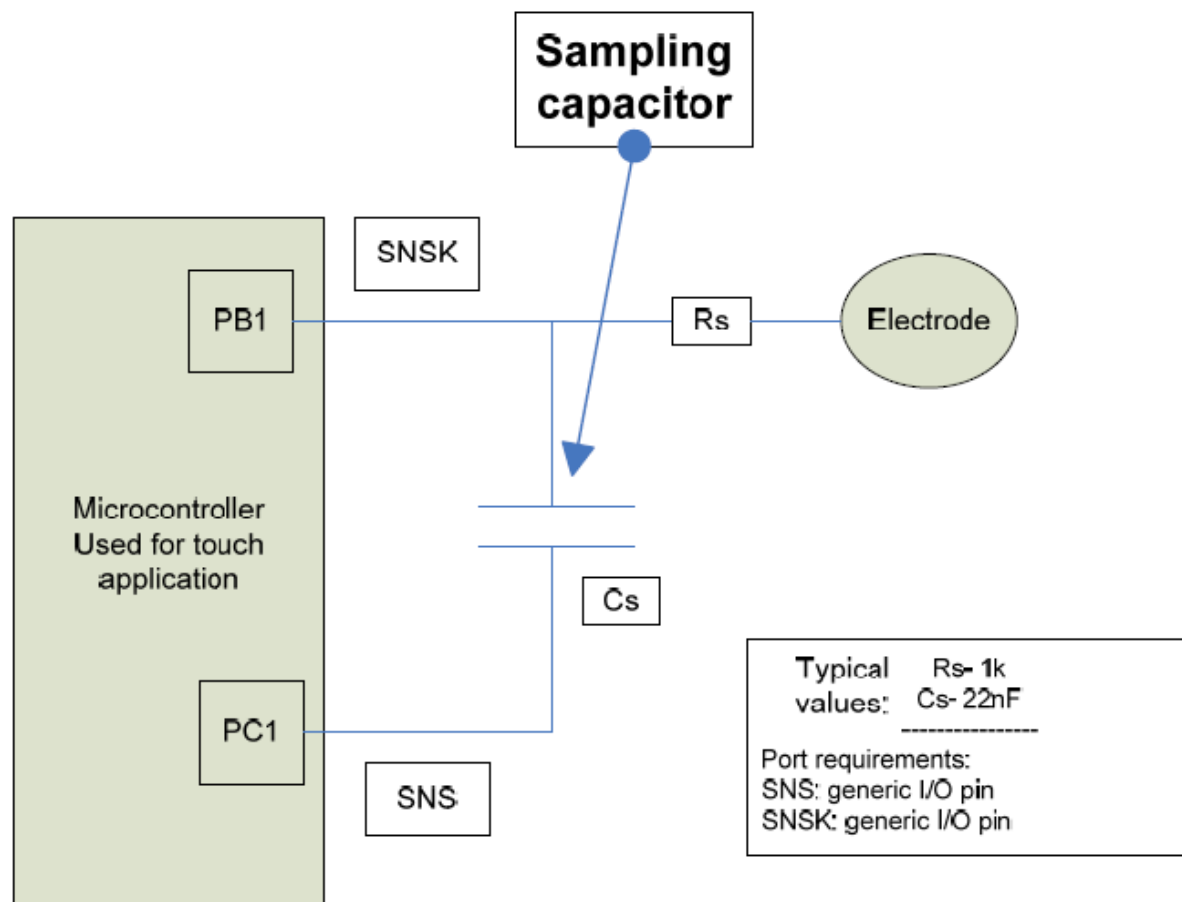 Sampling
capacitor
SNSK
PB1
Rs
Electrode
Microcontroller
Used for touch
application
Cs
PC1
SNS
Typical Rs- 1k
values: Cs- 22nF
----------------
Port requirements:
SNS: generic I/O pin
SNSK: generic I/O pin